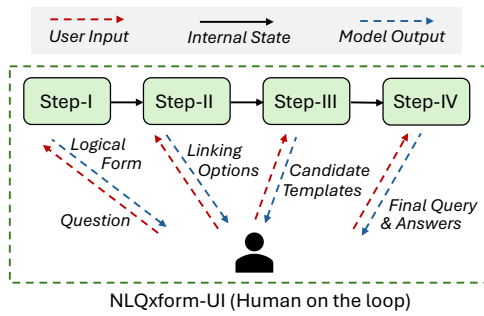 User Input
Internal State
Model Output
Step-I
Step-II
Step-III
Step-IV
Logical
Form
Question
Linking
Options
Candidate
Templates
Final Query
& Answers
NLQxform-UI (Human on the loop)